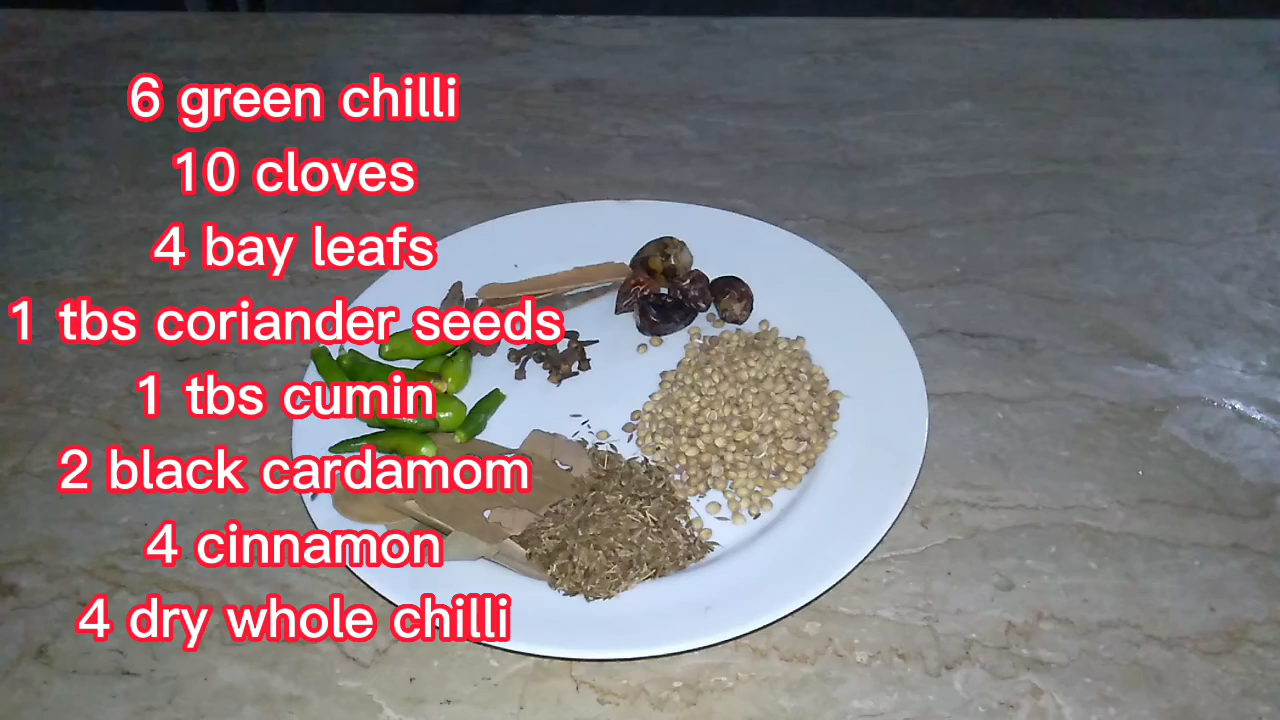 6 green chilli
10 cloves
4 bay leafs
1 tbs coriander seeds
1 tbs cumin
2 black cardamom
4 cinnamon
4 dry whole chilli